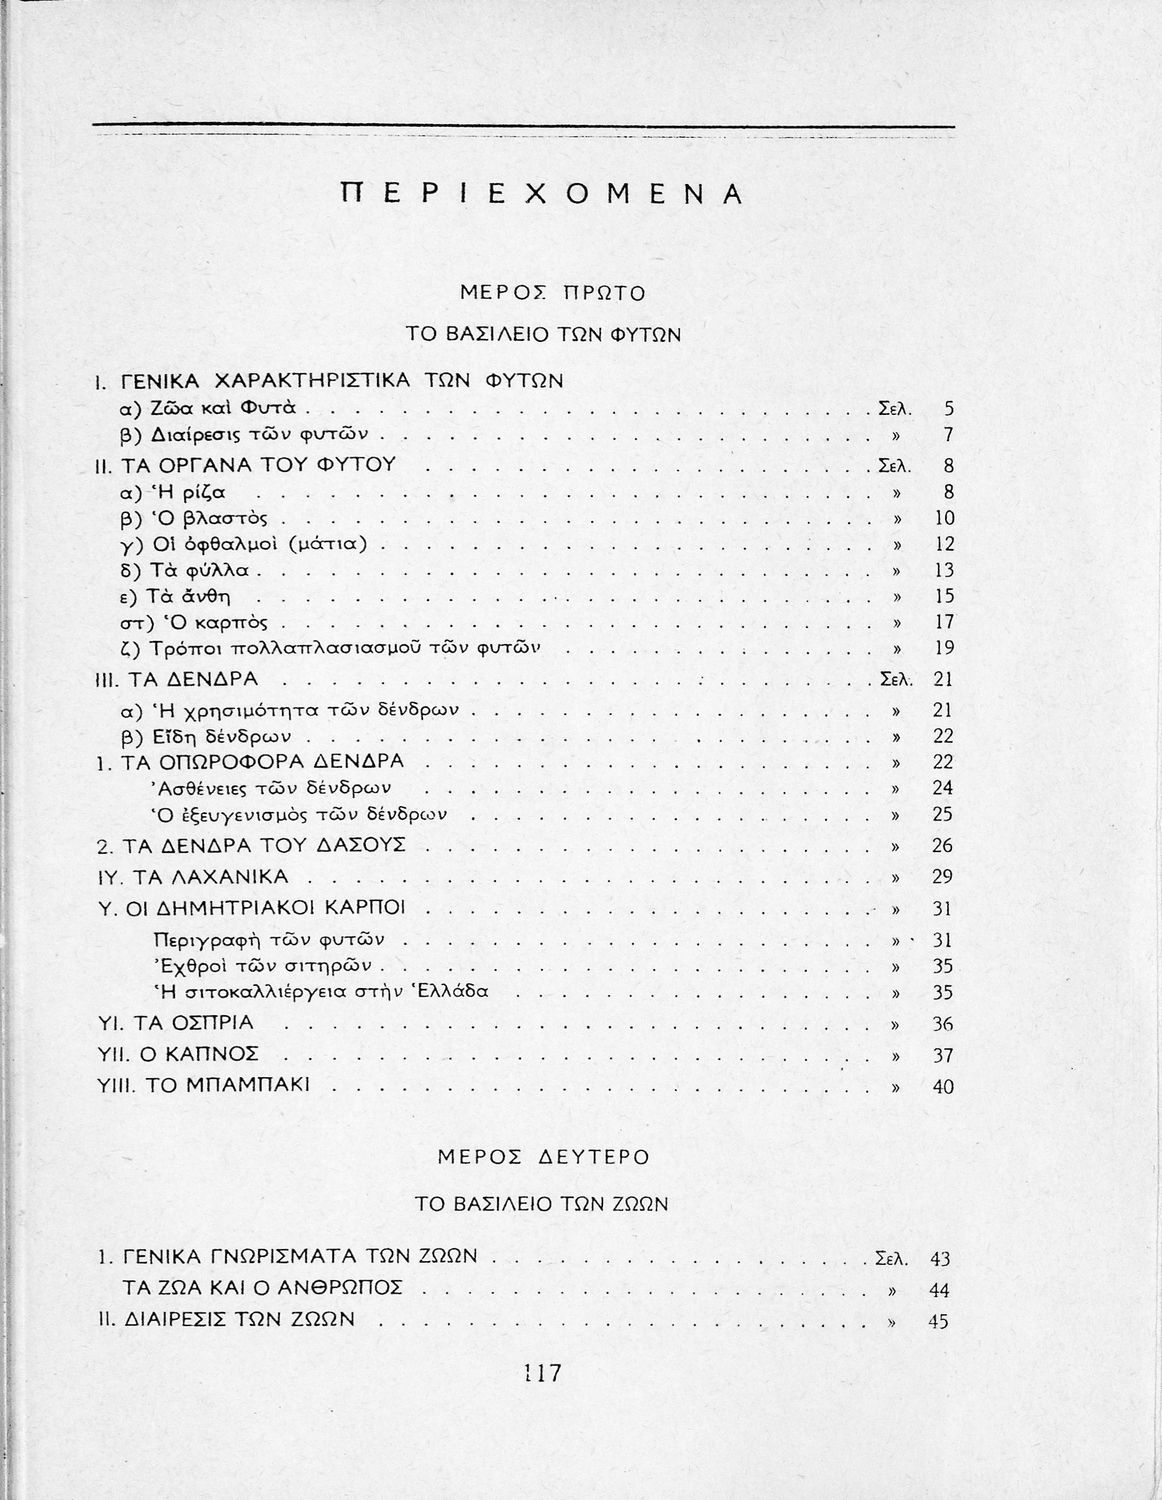 ΠΕΡΙΕΧΟΜΕΝΑ
ΜΕΡΟΣ ΠΡΩΤΟ
ΤΟ ΒΑΣΙΛΕΙΟ ΤΩΝ ΦΥΤΩΝ
Ι. ΓΕΝΙΚΑ ΧΑΡΑΚΤΗΡΙΣΤΙΚΑ ΤΩΝ ΦΥΤΩΝ
α) Ζῶα καὶ Φυτὰ . . . . . . . . . . . . . . . . . . . . . . . . Σελ. 5
β) Διαίρεσις τῶν φυτῶν . . . . . . . . . . . . . . . . . . . . . » 7
ΙΙ. ΤΑ ΟΡΓΑΝΑ ΤΟΥ ΦΥΤΟΥ . . . . . . . . . . . . . . . . . . . Σελ. 8
α) Ἡ ρίζα . . . . . . . . . . . . . . . . . . . . . . . . . . » 8
β) Ὁ βλαστὸς . . . . . . . . . . . . . . . . . . . . . . . . . » 10
γ) Οἱ ὀφθαλμοὶ (μάτια) . . . . . . . . . . . . . . . . . . . . . » 12
δ) Τὰ φύλλα . . . . . . . . . . . . . . . . . . . . . . . . . . » 13
ε) Τὰ ἄνθη . . . . . . . . . . . . . . . . . . . . . . . . . . » 15
στ) Ὁ καρπὸς . . . . . . . . . . . . . . . . . . . . . . . . . » 17
ζ) Τρόποι πολλαπλασιασμοῦ τῶν φυτῶν . . . . . . . . . . . . . » 19
ΙΙΙ. ΤΑ ΔΕΝΔΡΑ . . . . . . . . . . . . . . . . . . . . . . . . . Σελ. 21
α) Ἡ χρησιμότητα τῶν δένδρων . . . . . . . . . . . . . . . . . » 21
β) Εἴδη δένδρων . . . . . . . . . . . . . . . . . . . . . . . . » 22
1. ΤΑ ΟΠΩΡΟΦΟΡΑ ΔΕΝΔΡΑ . . . . . . . . . . . . . . . . . . . » 22
Ἀσθένειες τῶν δένδρων . . . . . . . . . . . . . . . . . . . » 24
Ὁ ἐξευγενισμὸς τῶν δένδρων . . . . . . . . . . . . . . . . . » 25
2. ΤΑ ΔΕΝΔΡΑ ΤΟΥ ΔΑΣΟΥΣ . . . . . . . . . . . . . . . . . . . » 26
ΙΥ. ΤΑ ΛΑΧΑΝΙΚΑ . . . . . . . . . . . . . . . . . . . . . . . . » 29
Υ. ΟΙ ΔΗΜΗΤΡΙΑΚΟΙ ΚΑΡΠΟΙ . . . . . . . . . . . . . . . . . . . » 31
Περιγραφὴ τῶν φυτῶν . . . . . . . . . . . . . . . . . . . . » 31
Ἐχθροὶ τῶν σιτηρῶν . . . . . . . . . . . . . . . . . . . . . » 35
Ἡ σιτοκαλλιέργεια στὴν Ἑλλάδα . . . . . . . . . . . . . . . » 35
ΥΙ. ΤΑ ΟΣΠΡΙΑ . . . . . . . . . . . . . . . . . . . . . . . . . » 36
ΥΙΙ. Ο ΚΑΠΝΟΣ . . . . . . . . . . . . . . . . . . . . . . . . . » 37
ΥΙΙΙ. ΤΟ ΜΠΑΜΠΑΚΙ . . . . . . . . . . . . . . . . . . . . . . . » 40
ΜΕΡΟΣ ΔΕΥΤΕΡΟ
ΤΟ ΒΑΣΙΛΕΙΟ ΤΩΝ ΖΩΩΝ
1. ΓΕΝΙΚΑ ΓΝΩΡΙΣΜΑΤΑ ΤΩΝ ΖΩΩΝ . . . . . . . . . . . . . . . . Σελ. 43
ΤΑ ΖΩΑ ΚΑΙ Ο ΑΝΘΡΩΠΟΣ . . . . . . . . . . . . . . . . . . . » 44
ΙΙ. ΔΙΑΙΡΕΣΙΣ ΤΩΝ ΖΩΩΝ . . . . . . . . . . . . . . . . . . . . . » 45
117